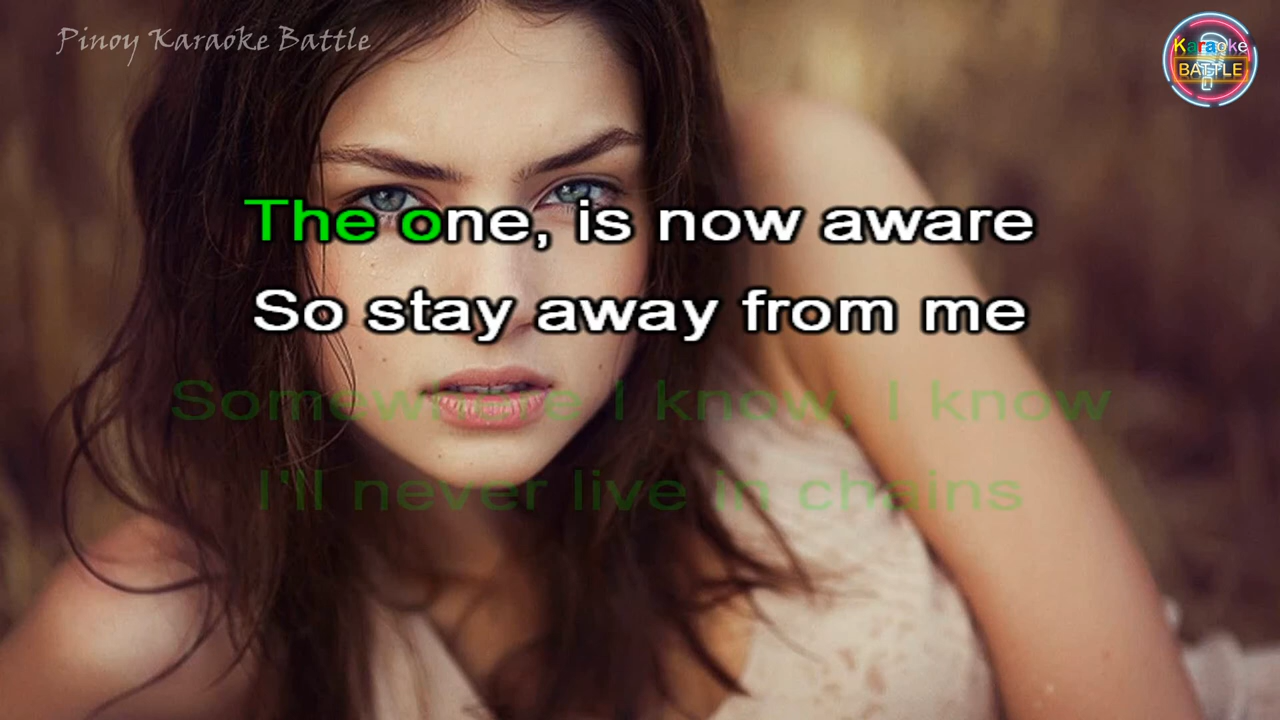 Pinoy Karaoke Battle
Karaoke
BATTLE
The one, is now aware
So stay away from me
Somewhere I know, I know
I'll never live in chains